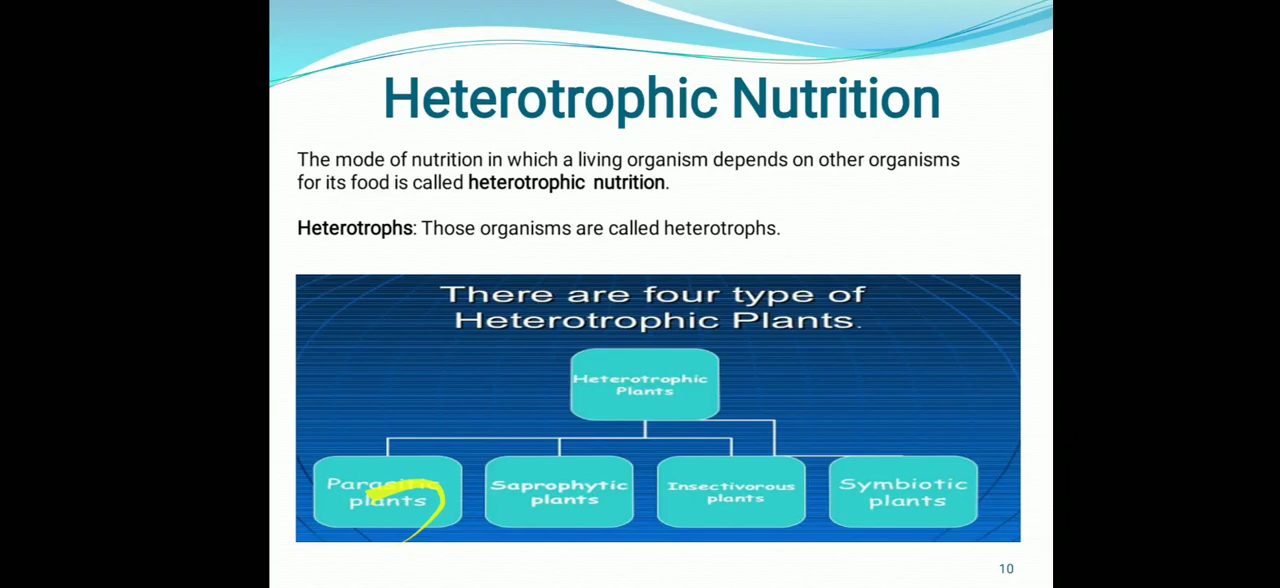 Heterotrophic Nutrition
The mode of nutrition in which a living organism depends on other organisms
for its food is called heterotrophic nutrition.
Heterotrophs: Those organisms are called heterotrophs.
There are four type of
Heterotrophic Plants.
Heterotrophic
Plants
Parasitic
plants
Saprophytic
plants
Insectivorous
plants
Symbiotic
plants
10